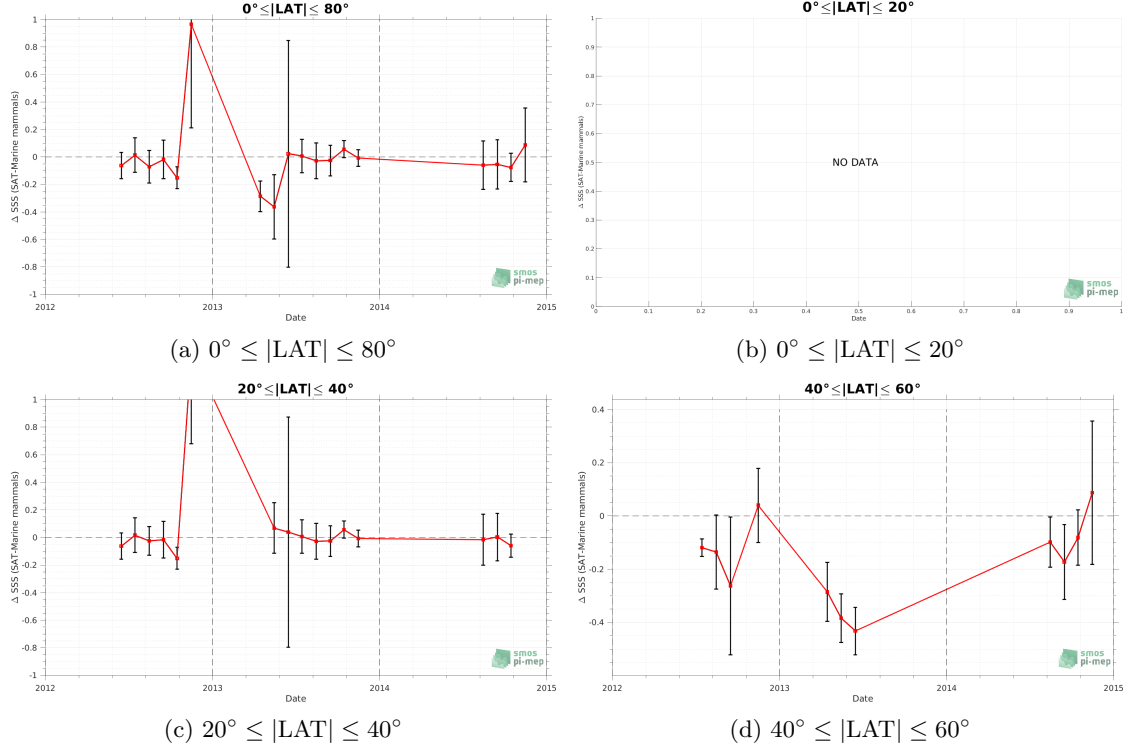 0°≤|LAT|≤ 80°
1
0.8
0.6
0.4
0.2
0
-0.2
-0.4
-0.6
-0.8
-1
Δ SSS (SAT-Marine mammals)
2012
2013
2014
2015
Date
smos
pi-mep
(a) 0° ≤ |LAT| ≤ 80°
0°≤|LAT|≤ 20°
1
0.9
0.8
0.7
0.6
0.5
0.4
0.3
0.2
0.1
0
Δ SSS (SAT-Marine mammals)
NO DATA
0
0.1
0.2
0.3
0.4
0.5
0.6
0.7
0.8
0.9
1
Date
smos
pi-mep
(b) 0° ≤ |LAT| ≤ 20°
20°≤|LAT|≤ 40°
1
0.8
0.6
0.4
0.2
0
-0.2
-0.4
-0.6
-0.8
-1
Δ SSS (SAT-Marine mammals)
2012
2013
2014
2015
Date
smos
pi-mep
(c) 20° ≤ |LAT| ≤ 40°
40°≤|LAT|≤ 60°
0.4
0.2
0
-0.2
-0.4
Δ SSS (SAT-Marine mammals)
2012
2013
2014
2015
Date
smos
pi-mep
(d) 40° ≤ |LAT| ≤ 60°